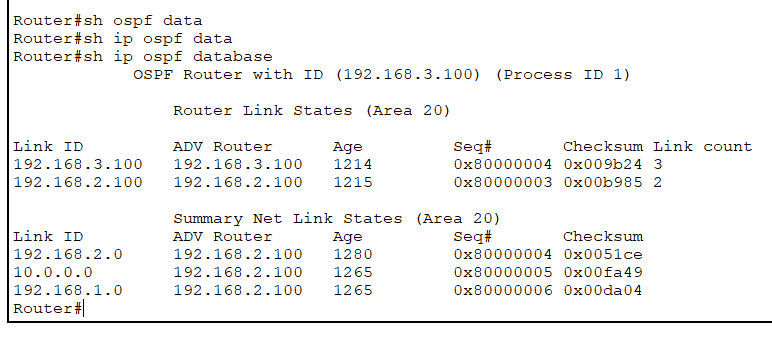 Router#sh ospf data
Router#sh ip ospf data
Router#sh ip ospf database
OSPF Router with ID (192.168.3.100) (Process ID 1)
Router Link States (Area 20)
Link ID ADV Router Age Seq# Checksum Link count
192.168.3.100 192.168.3.100 1214 0x80000004 0x009b24 3
192.168.2.100 192.168.2.100 1215 0x80000003 0x00b985 2
Summary Net Link States (Area 20)
Link ID ADV Router Age Seq# Checksum
192.168.2.0 192.168.2.100 1280 0x80000004 0x0051ce
10.0.0.0 192.168.2.100 1265 0x80000005 0x00fa49
192.168.1.0 192.168.2.100 1265 0x80000006 0x00da04
Router#